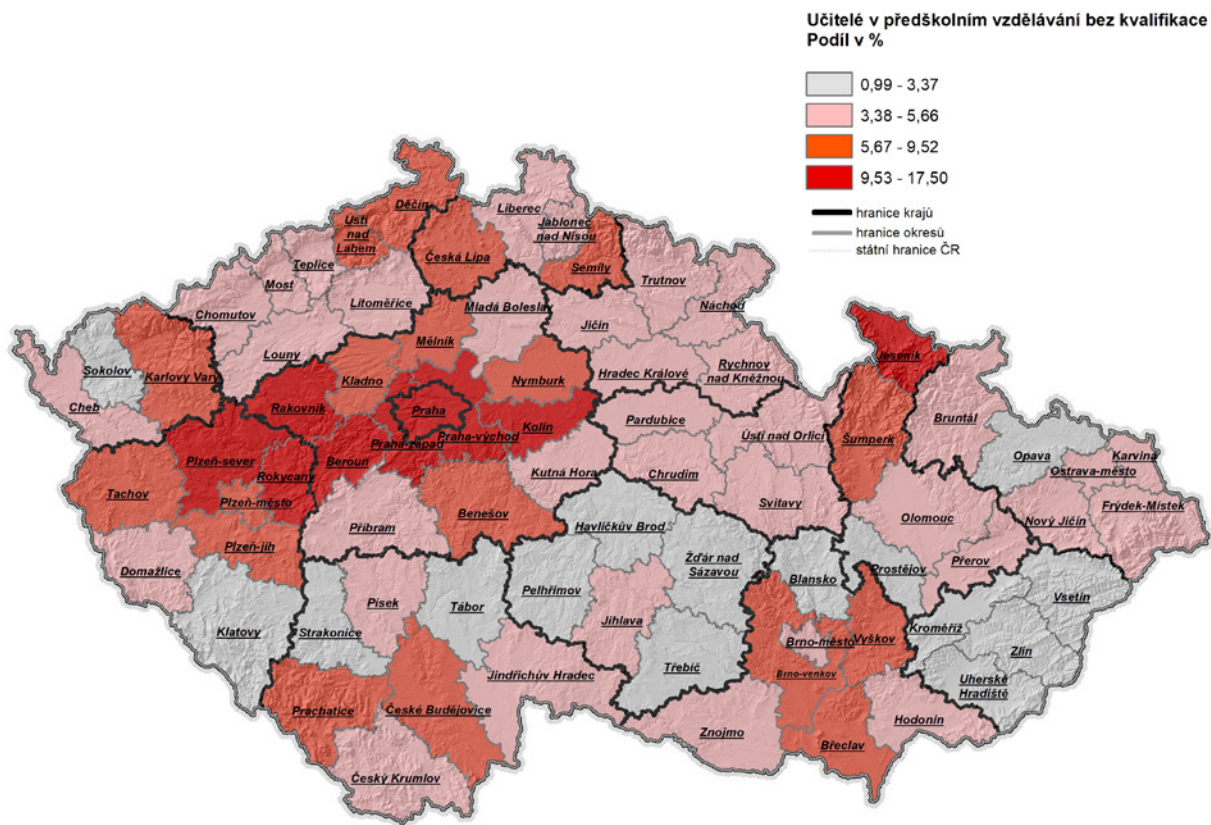 Učitelé v předškolním vzdělávání bez kvalifikace
Podíl v %
0,99 - 3,37
3,38 - 5,66
5,67 - 9,52
9,53 - 17,50
hranice krajů
hranice okresů
státní hranice ČR
Děčín
Ústí
nad
Labem
Liberec
Jablonec
nad Nisou
Česká Lípa
Semily
Teplice
Most
Trutnov
Litoměřice
Mladá Boleslav
Náchod
Chomutov
Jičín
Mělník
Louny
Sokolov
Karlovy Vary
Kladno
Nymburk
Hradec Králové
Rychnov
nad Kněžnou
Jeseník
Cheb
Rakovník
Praha
Kolín
Pardubice
Bruntál
Praha-západ
Praha-východ
Ústí nad Orlicí
Šumperk
Opava
Karviná
Ostrava-město
Plzeň-sever
Rokycany
Beroun
Kutná Hora
Chrudim
Tachov
Plzeň-město
Svitavy
Frýdek-Místek
Příbram
Benešov
Olomouc
Nový Jičín
Havlíčkův Brod
Plzeň-jih
Žďár nad
Sázavou
Prostějov
Přerov
Domažlice
Blansko
Pelhřimov
Vsetín
Písek
Tábor
Klatovy
Strakonice
Jihlava
Brno-město
Vyškov
Kroměříž
Zlín
Třebíč
Jindřichův Hradec
Brno-venkov
Uherské
Hradiště
Prachatice
České Budějovice
Hodonín
Znojmo
Břeclav
Český Krumlov